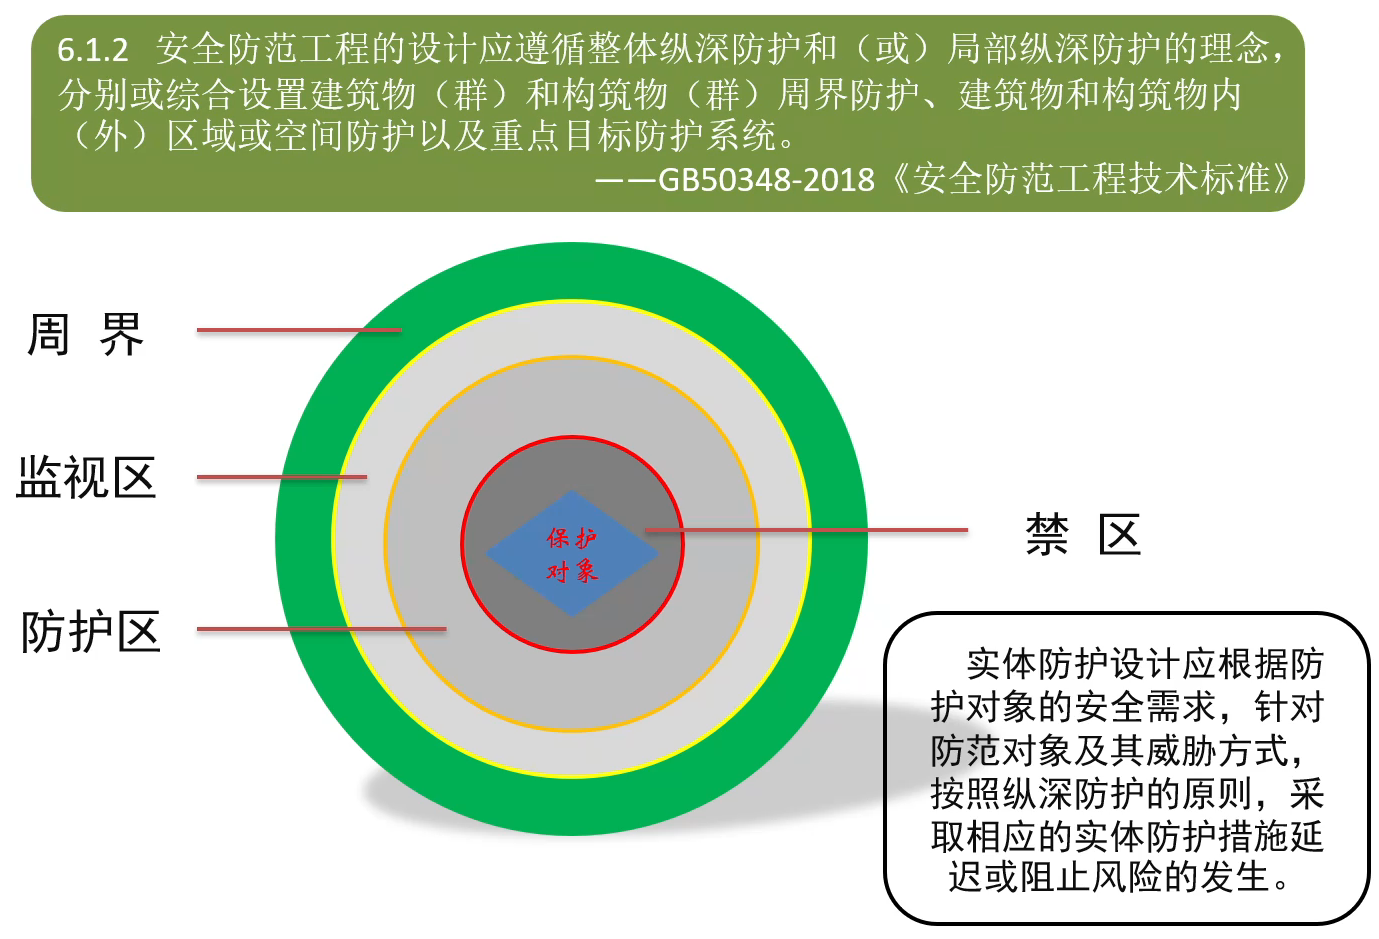 6.1.2 安全防范工程的设计应遵循整体纵深防护和（或）局部纵深防护的理念，
分别或综合设置建筑物（群）和构筑物（群）周界防护、建筑物和构筑物内
（外）区域或空间防护以及重点目标防护系统。
——GB50348-2018《安全防范工程技术标准》
周 界
监视区
防护区
保护
对象
禁 区
实体防护设计应根据防
护对象的安全需求，针对
防范对象及其威胁方式，
按照纵深防护的原则，采
取相应的实体防护措施延
迟或阻止风险的发生。